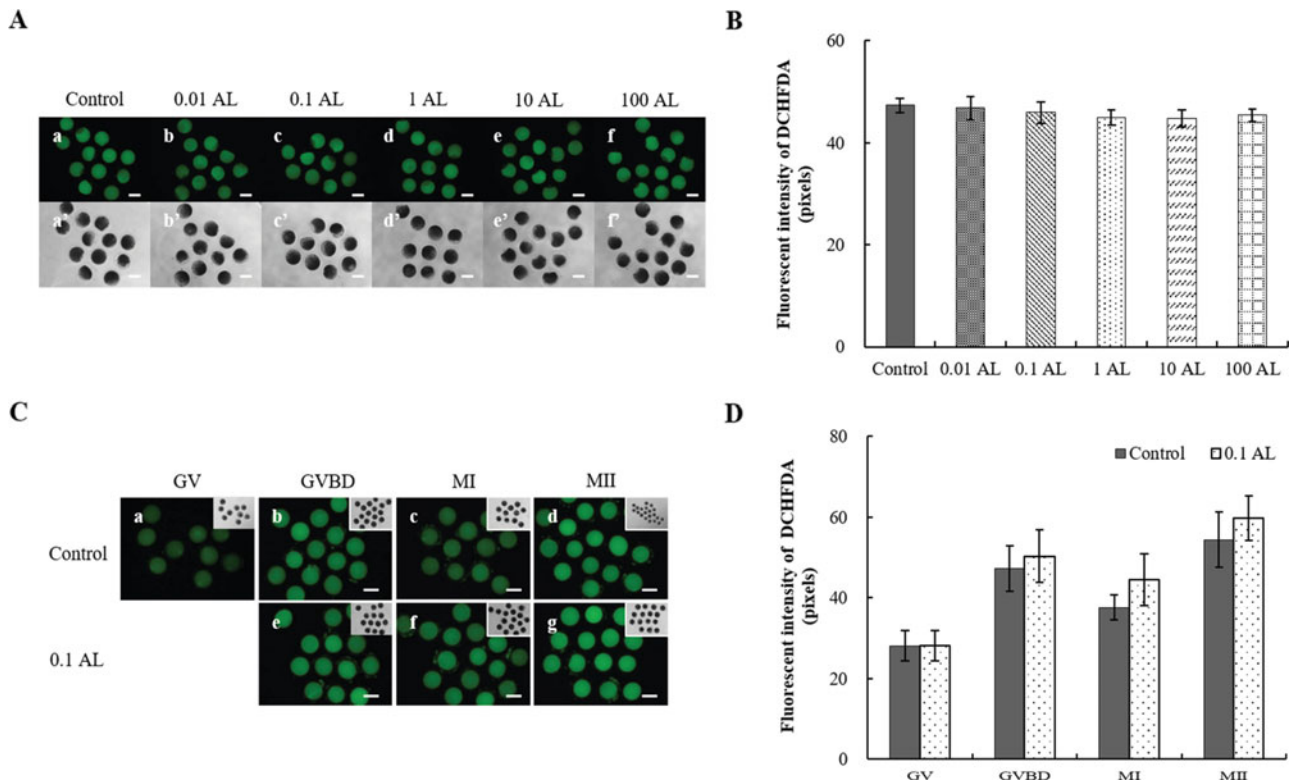 A
Control 0.01 AL 0.1 AL 1 AL 10 AL 100 AL
a b c d e f
a' b' c' d' e' f'
B
Fluorescent intensity of DCHFDA
(pixels)
60
40
20
0
Control 0.01 AL 0.1 AL 1 AL 10 AL 100 AL
C
GV GVBD MI MII
Control
a b c d
0.1 AL
e f g
D
Fluorescent intensity of DCHFDA
(pixels)
80
60
40
20
0
Control 0.1 AL
GV GVBD MI MII